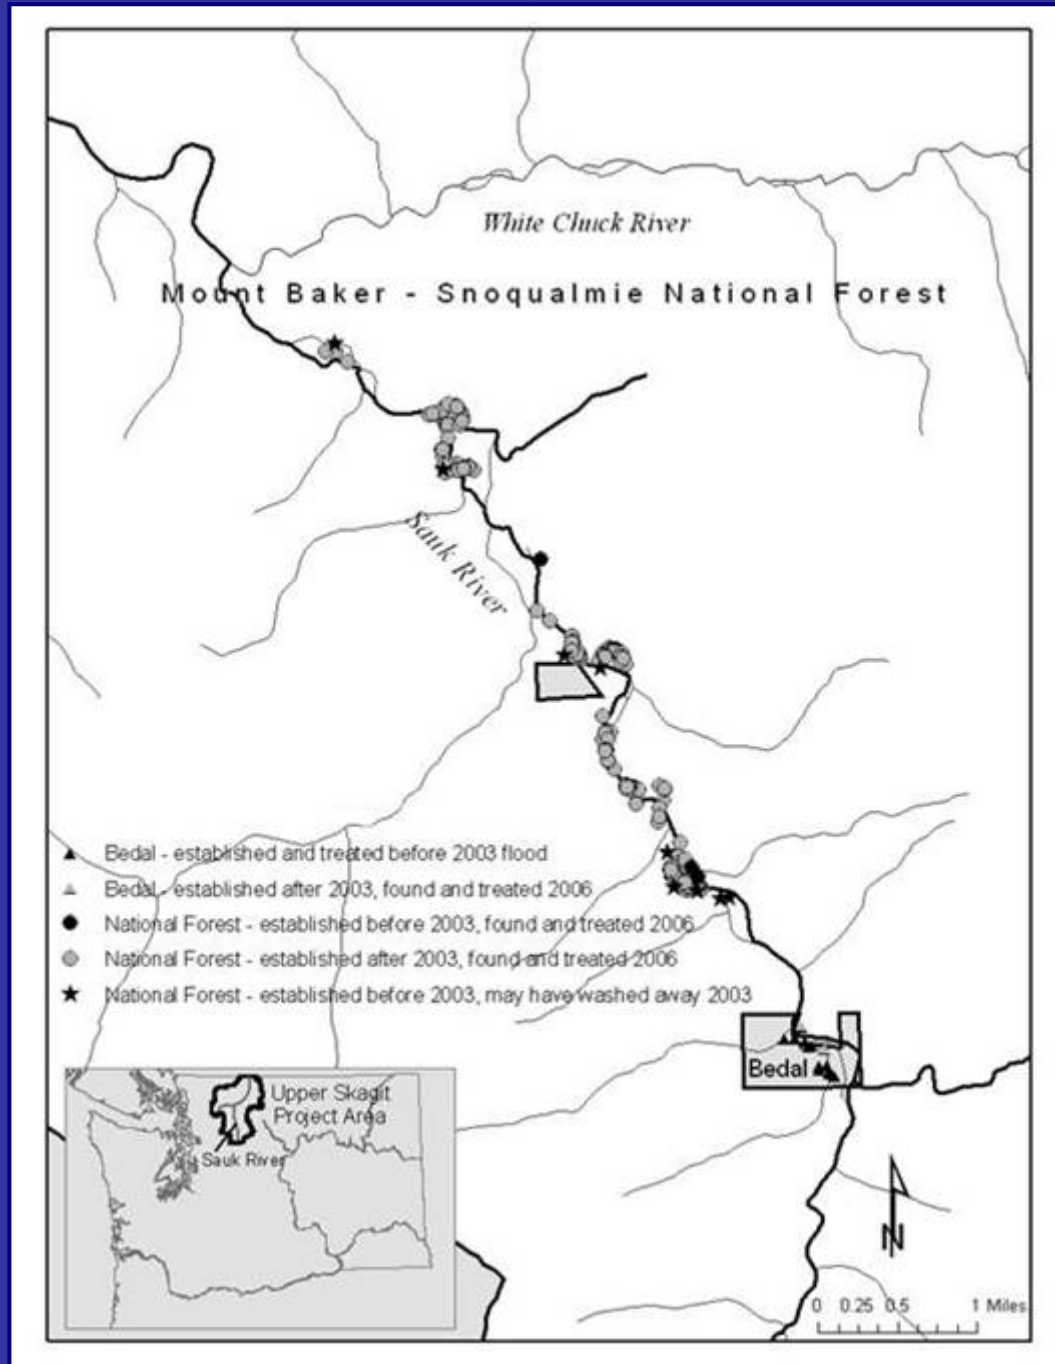 White Chuck River
Mount Baker - Snoqualmie National Forest
Sauk River
Bedal - established and treated before 2003 flood
Bedal - established after 2003, found and treated 2006
National Forest - established before 2003, found and treated 2006
National Forest - established after 2003, found and treated 2006
National Forest - established before 2003, may have washed away 2003
Bedal
Upper Skagit
Project Area
Sauk River
N
0 0.25 0.5 1 Miles